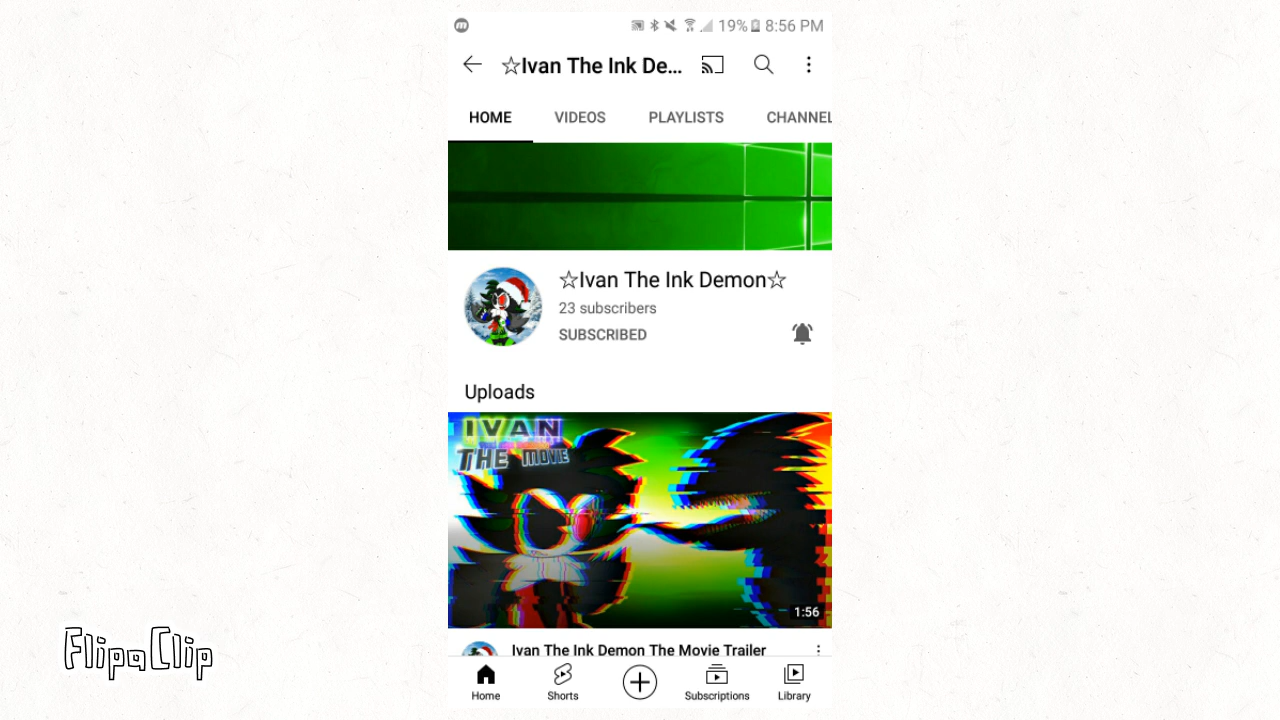 19% 8:56 PM
☆Ivan The Ink De...
HOME VIDEOS PLAYLISTS CHANNEL
☆Ivan The Ink Demon☆
23 subscribers
SUBSCRIBED
Uploads
IVAN
THE MOVIE
1:56
Ivan The Ink Demon The Movie Trailer
Home Shorts Subscriptions Library
FlipaClip